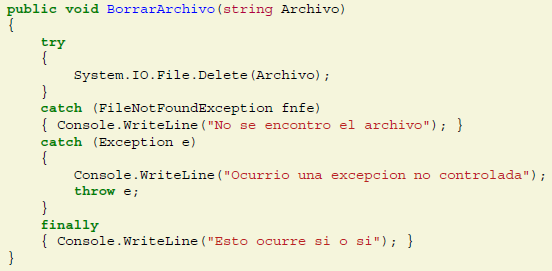 public void BorrarArchivo(string Archivo)
{
    try
    {
        System.IO.File.Delete(Archivo);
    }
    catch (FileNotFoundException fnfe)
    { Console.WriteLine("No se encontro el archivo"); }
    catch (Exception e)
    {
        Console.WriteLine("Ocurrio una excepcion no controlada");
        throw e;
    }
    finally
    { Console.WriteLine("Esto ocurre si o si"); }
}